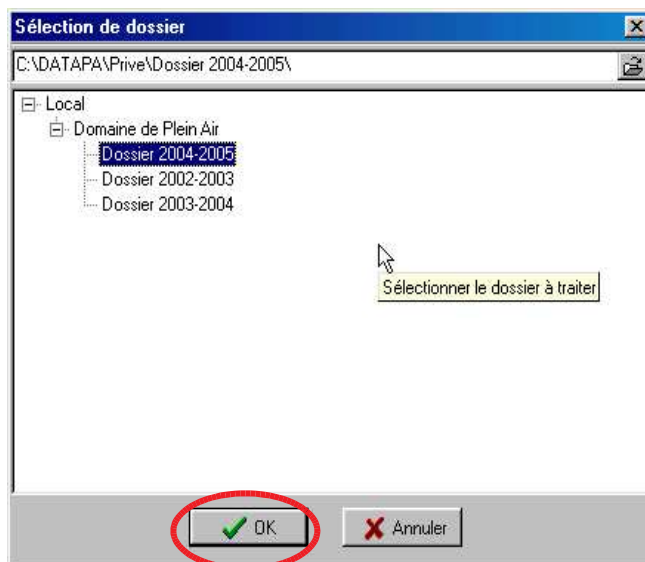 Sélection de dossier
C:\DATAPA\Prive\Dossier 2004-2005\
Local
Domaine de Plein Air
Dossier 2004-2005
Dossier 2002-2003
Dossier 2003-2004
Sélectionner le dossier à traiter
OK
Annuler